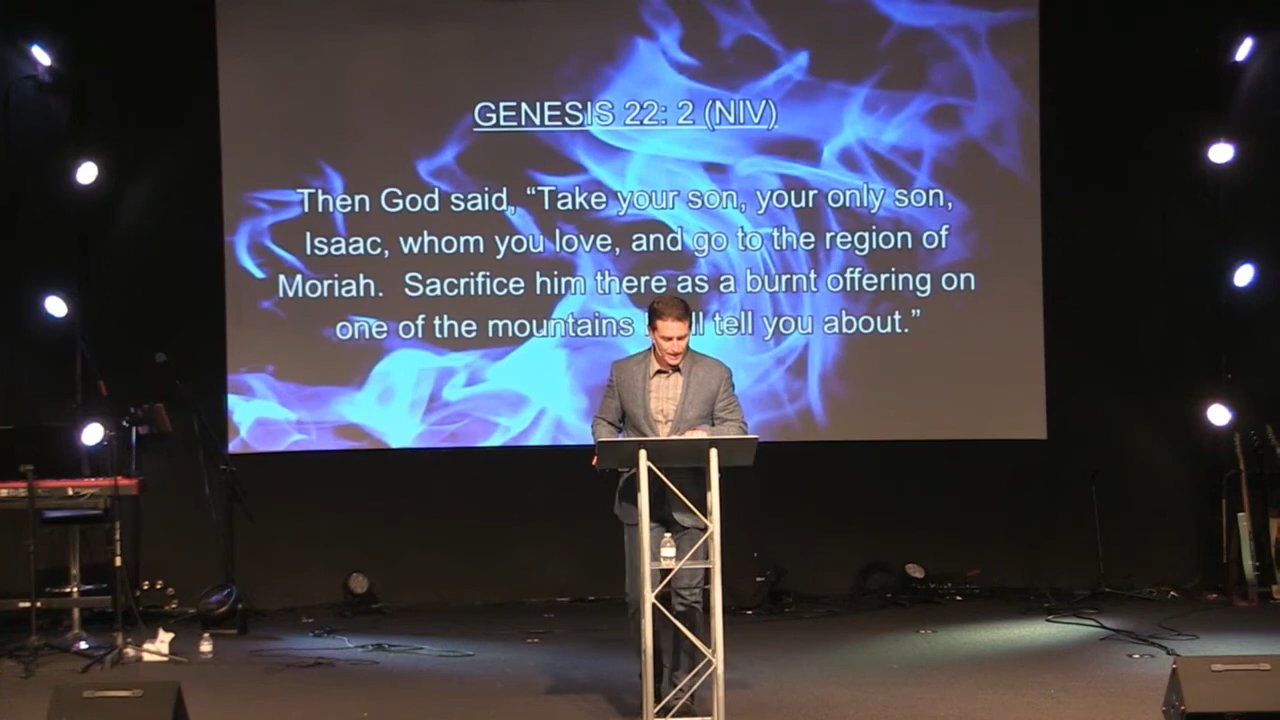 GENESIS 22: 2 (NIV)
Then God said, “Take your son, your only son,
Isaac, whom you love, and go to the region of
Moriah.  Sacrifice him there as a burnt offering on
one of the mountains tell you about.”